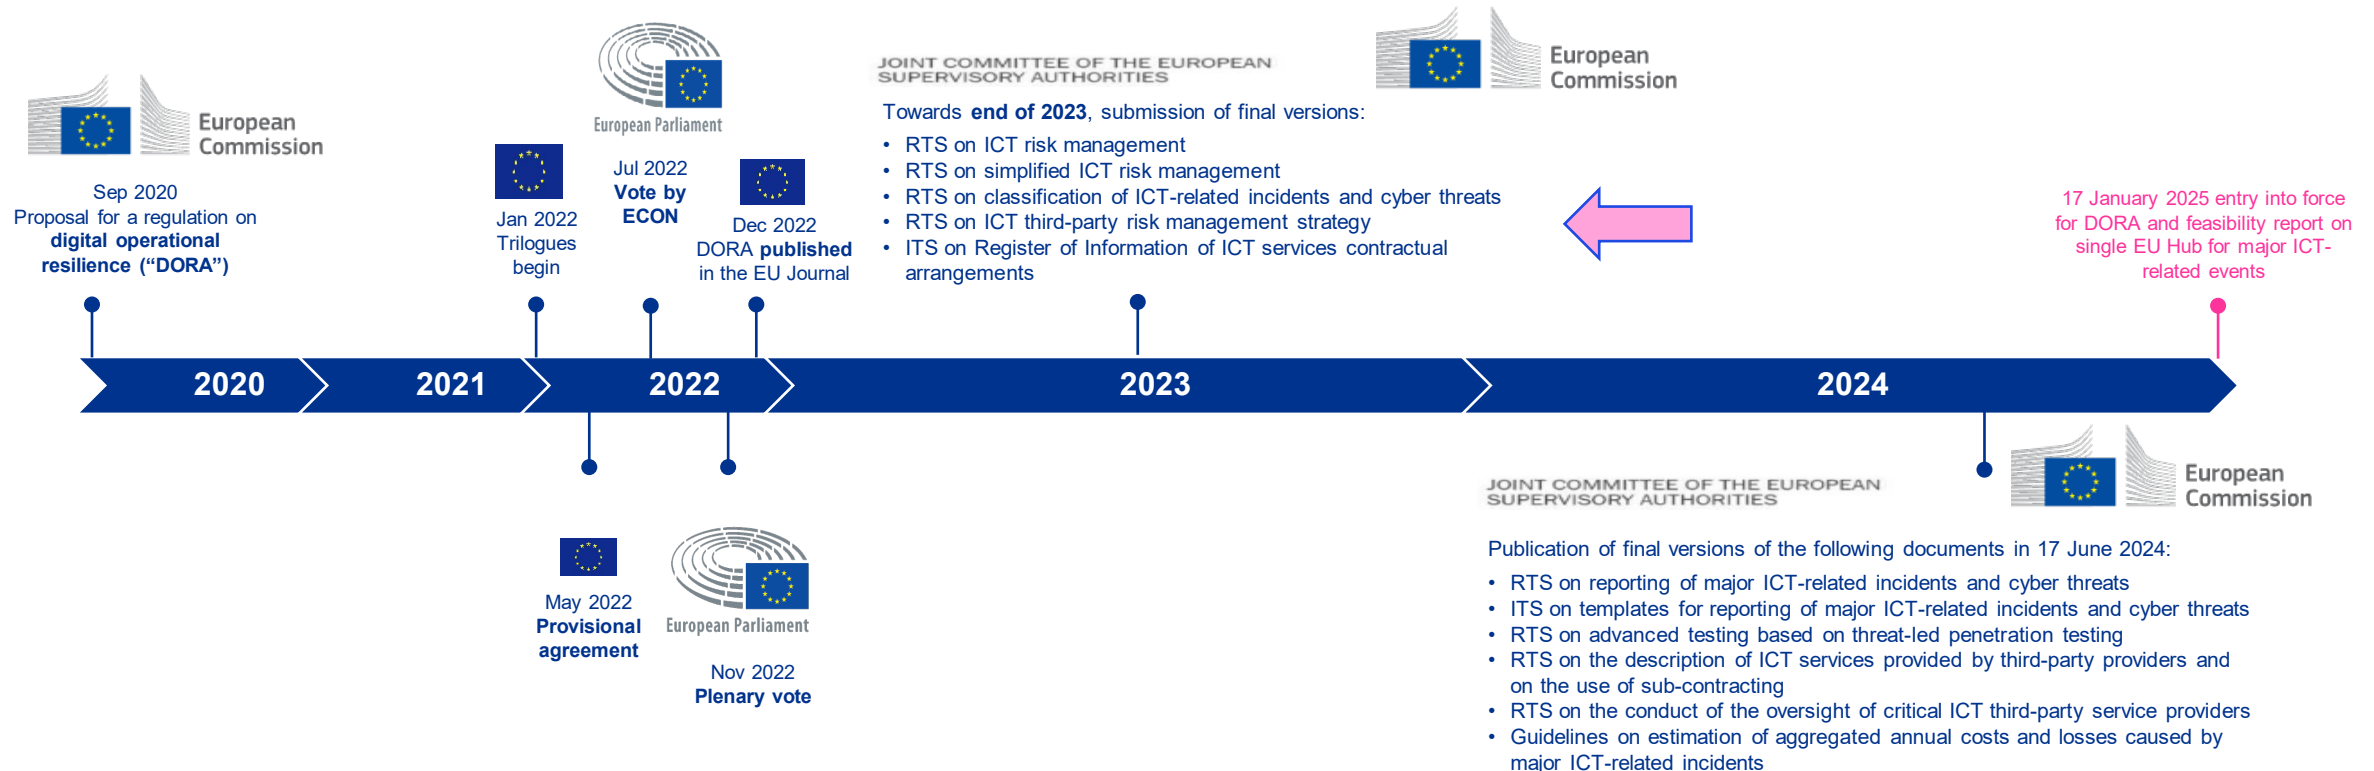 European
Commission
Sep 2020
Proposal for a regulation on
digital operational
resilience (“DORA”)
Jan 2022
Trilogues
begin
European Parliament
Jul 2022
Vote by
ECON
Dec 2022
DORA published
in the EU Journal
JOINT COMMITTEE OF THE EUROPEAN
SUPERVISORY AUTHORITIES
European
Commission
Towards end of 2023, submission of final versions:
• RTS on ICT risk management
• RTS on simplified ICT risk management
• RTS on classification of ICT-related incidents and cyber threats
• RTS on ICT third-party risk management strategy
• ITS on Register of Information of ICT services contractual
arrangements
17 January 2025 entry into force
for DORA and feasibility report on
single EU Hub for major ICT-
related events
2020
2021
2022
2023
2024
May 2022
Provisional
agreement
European Parliament
Nov 2022
Plenary vote
JOINT COMMITTEE OF THE EUROPEAN
SUPERVISORY AUTHORITIES
European
Commission
Publication of final versions of the following documents in 17 June 2024:
• RTS on reporting of major ICT-related incidents and cyber threats
• ITS on templates for reporting of major ICT-related incidents and cyber threats
• RTS on advanced testing based on threat-led penetration testing
• RTS on the description of ICT services provided by third-party providers and
on the use of sub-contracting
• RTS on the conduct of the oversight of critical ICT third-party service providers
• Guidelines on estimation of aggregated annual costs and losses caused by
major ICT-related incidents